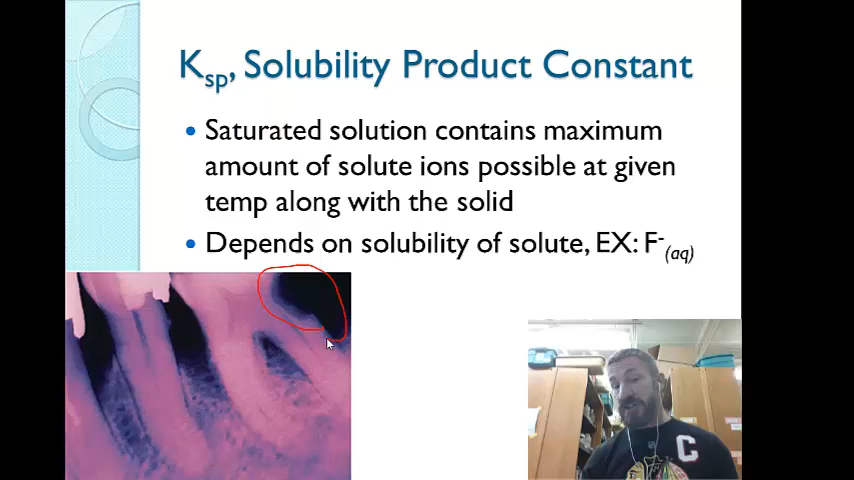 Ksp, Solubility Product Constant
• Saturated solution contains maximum
amount of solute ions possible at given
temp along with the solid
• Depends on solubility of solute, EX: F-(aq)
C